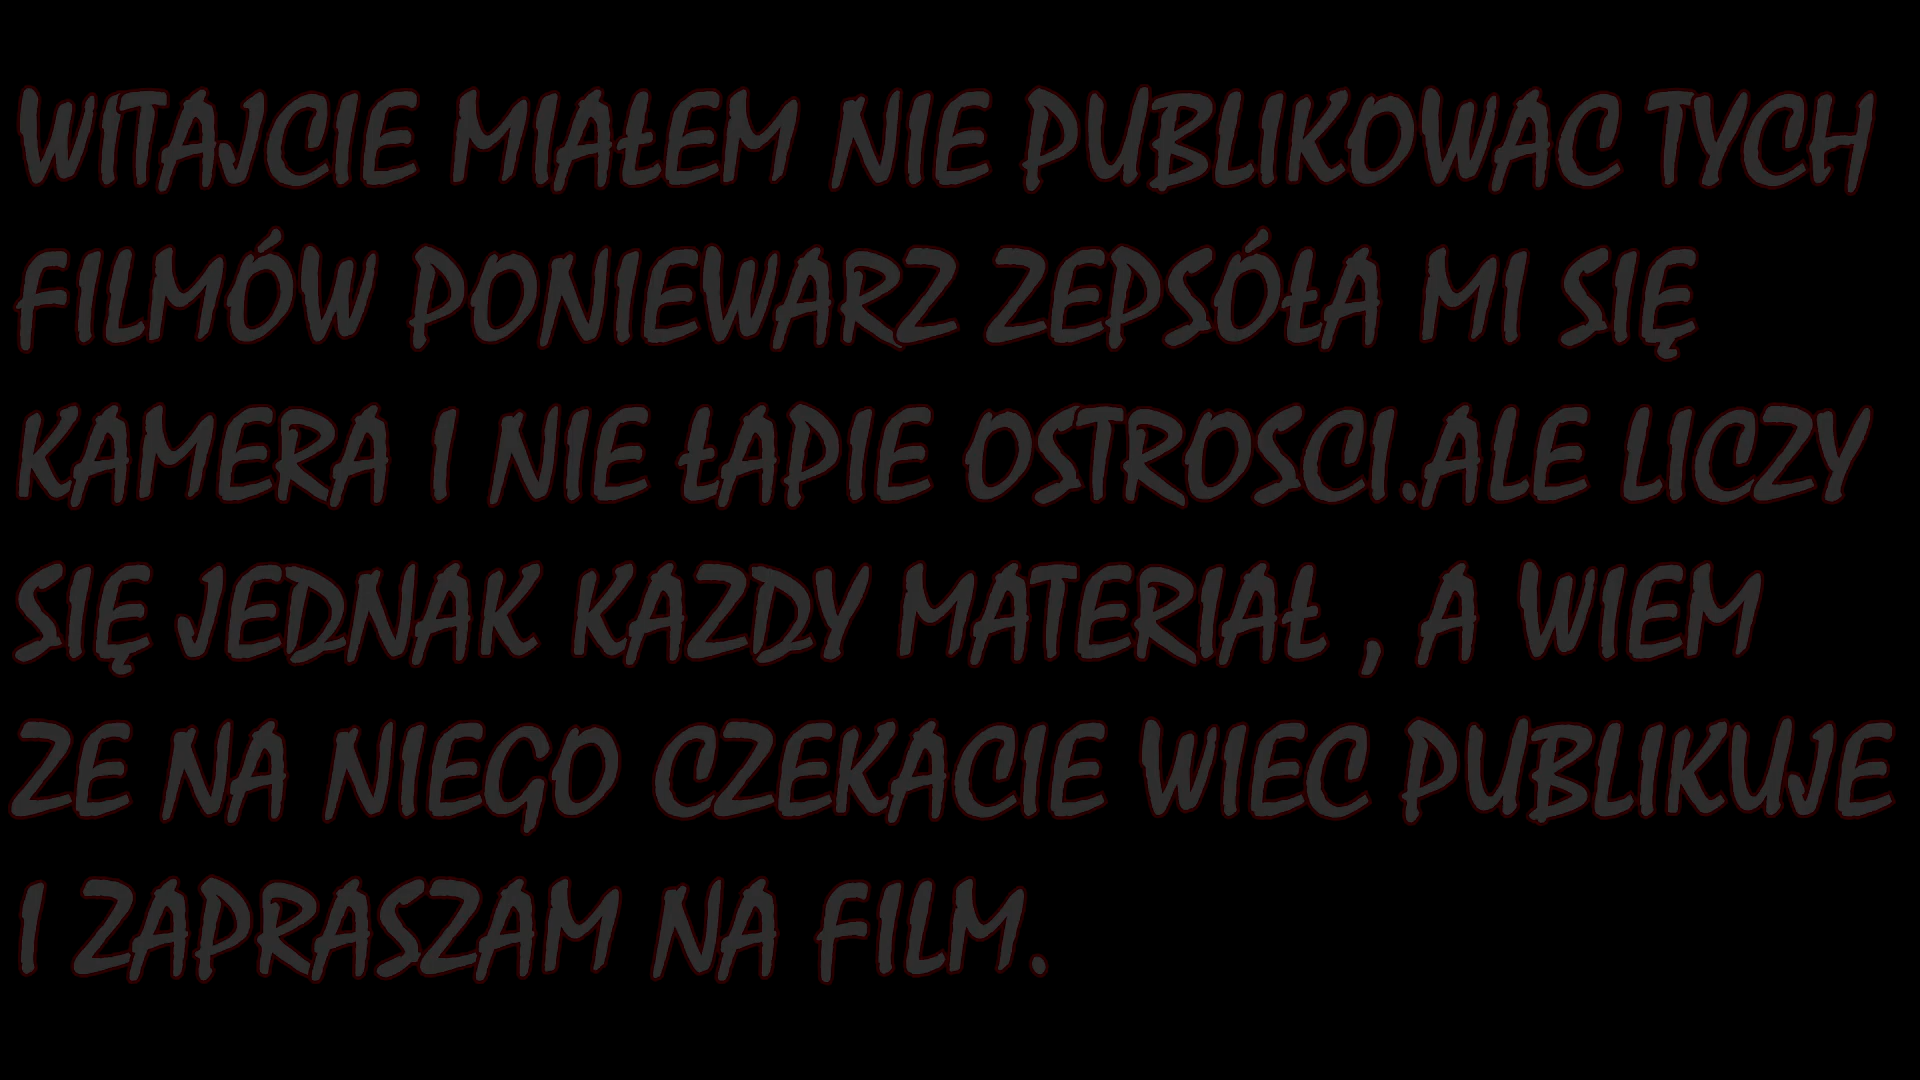 WITAJCIE MIAŁEM NIE PUBLIKOWAC TYCH
FILMÓW PONIEWARZ ZEPSÓŁA MI SIĘ
KAMERA I NIE ŁAPIE OSTROSCI.ALE LICZY
SIĘ JEDNAK KAZDY MATERIAŁ , A WIEM
ZE NA NIEGO CZEKACIE WIEC PUBLIKUJE
I ZAPRASZAM NA FILM.